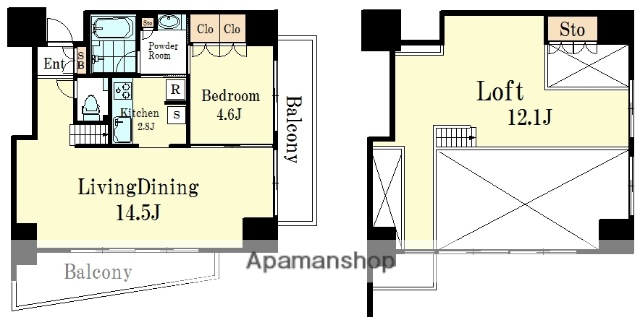 Sto
Clo
Clo
Sto
Ent
S
B
Powder
Room
Loft
12.1J
R
Bedroom
4.6J
Kitchen
2.8J
S
Balcony
LivingDining
14.5J
Balcony
Apamanshop